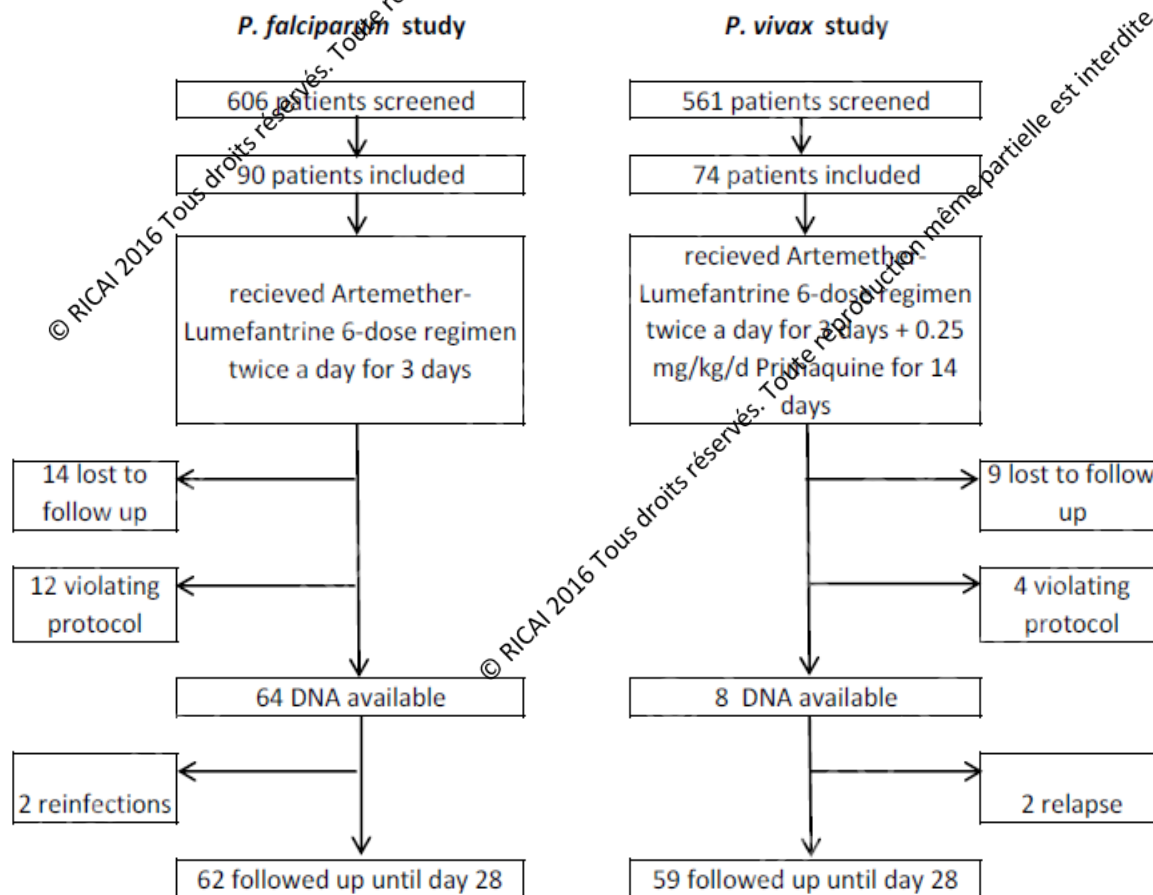 P. falciparum study
606 patients screened
90 patients included
recieved Artemether-
Lumefantrine 6-dose regimen
twice a day for 3 days
14 lost to
follow up
12 violating
protocol
64 DNA available
2 reinfections
62 followed up until day 28
P. vivax study
561 patients screened
74 patients included
recieved Artemether-
Lumefantrine 6-dose regimen
twice a day for 3 days + 0.25
mg/kg/d Primaquine for 14
days
9 lost to follow
up
4 violating
protocol
8 DNA available
2 relapse
59 followed up until day 28
© RICAI 2016 Tous droits réservés. Toute re
© RICAI 2016 Tous droits réservés. Toute reproduction même partielle est interdite